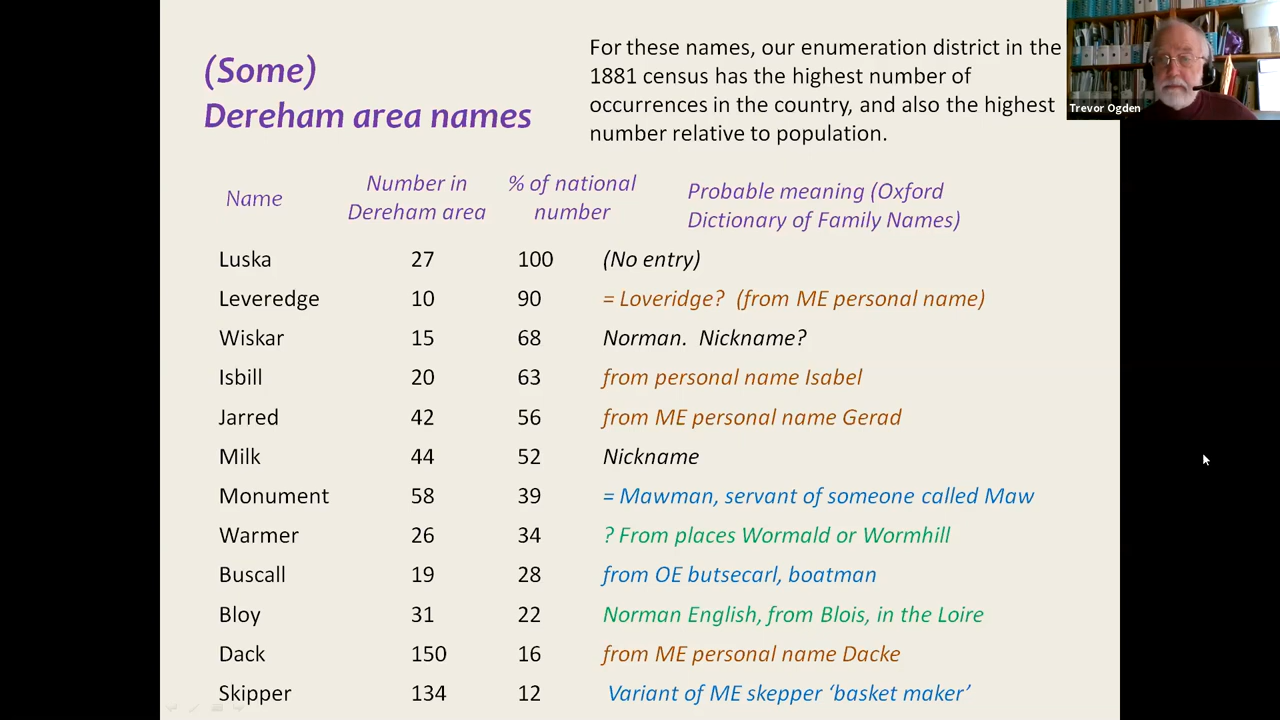 (Some)
Dereham area names
For these names, our enumeration district in the
1881 census has the highest number of
occurrences in the country, and also the highest
number relative to population.
Trevor Ogden
Name
Number in
Dereham area
% of national
number
Probable meaning (Oxford
Dictionary of Family Names)
Luska 27 100 (No entry)
Leveredge 10 90 = Loveridge? (from ME personal name)
Wiskar 15 68 Norman. Nickname?
Isbill 20 63 from personal name Isabel
Jarred 42 56 from ME personal name Gerad
Milk 44 52 Nickname
Monument 58 39 = Mawman, servant of someone called Maw
Warmer 26 34 ? From places Wormald or Wormhill
Buscall 19 28 from OE butsecarl, boatman
Bloy 31 22 Norman English, from Blois, in the Loire
Dack 150 16 from ME personal name Dacke
Skipper 134 12 Variant of ME skepper ‘basket maker’